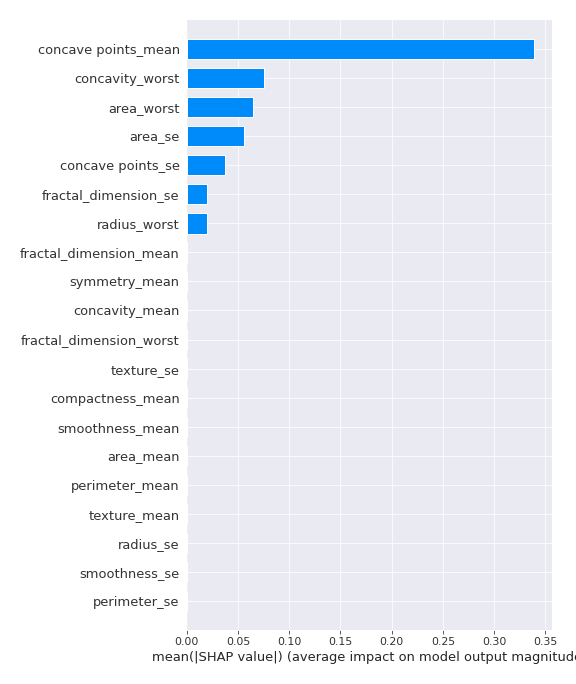 concave points_mean
concavity_worst
area_worst
area_se
concave points_se
fractal_dimension_se
radius_worst
fractal_dimension_mean
symmetry_mean
concavity_mean
fractal_dimension_worst
texture_se
compactness_mean
smoothness_mean
area_mean
perimeter_mean
texture_mean
radius_se
smoothness_se
perimeter_se
0.00 0.05 0.10 0.15 0.20 0.25 0.30 0.35
mean(|SHAP value|) (average impact on model output magnitude